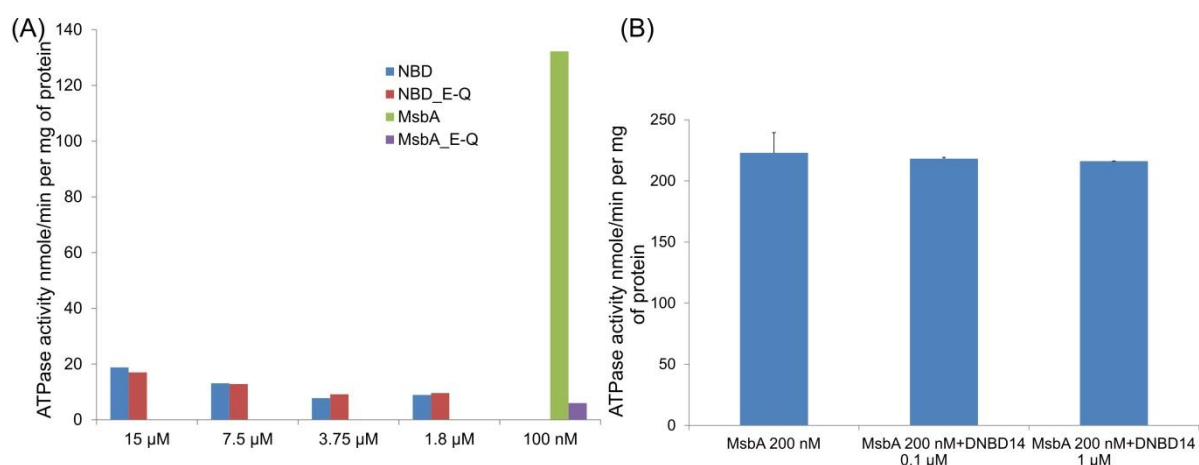 (A)
ATPase activity nmole/min per mg of protein
140
120
100
80
60
40
20
0
NBD
NBD_E-Q
MsbA
MsbA_E-Q
15 µM
7.5 µM
3.75 µM
1.8 µM
100 nM
(B)
ATPase activity nmole/min per mg
of protein
250
200
150
100
50
0
MsbA 200 nM
MsbA 200 nM+DNBD14
0.1 µM
MsbA 200 nM+DNBD14
1 µM